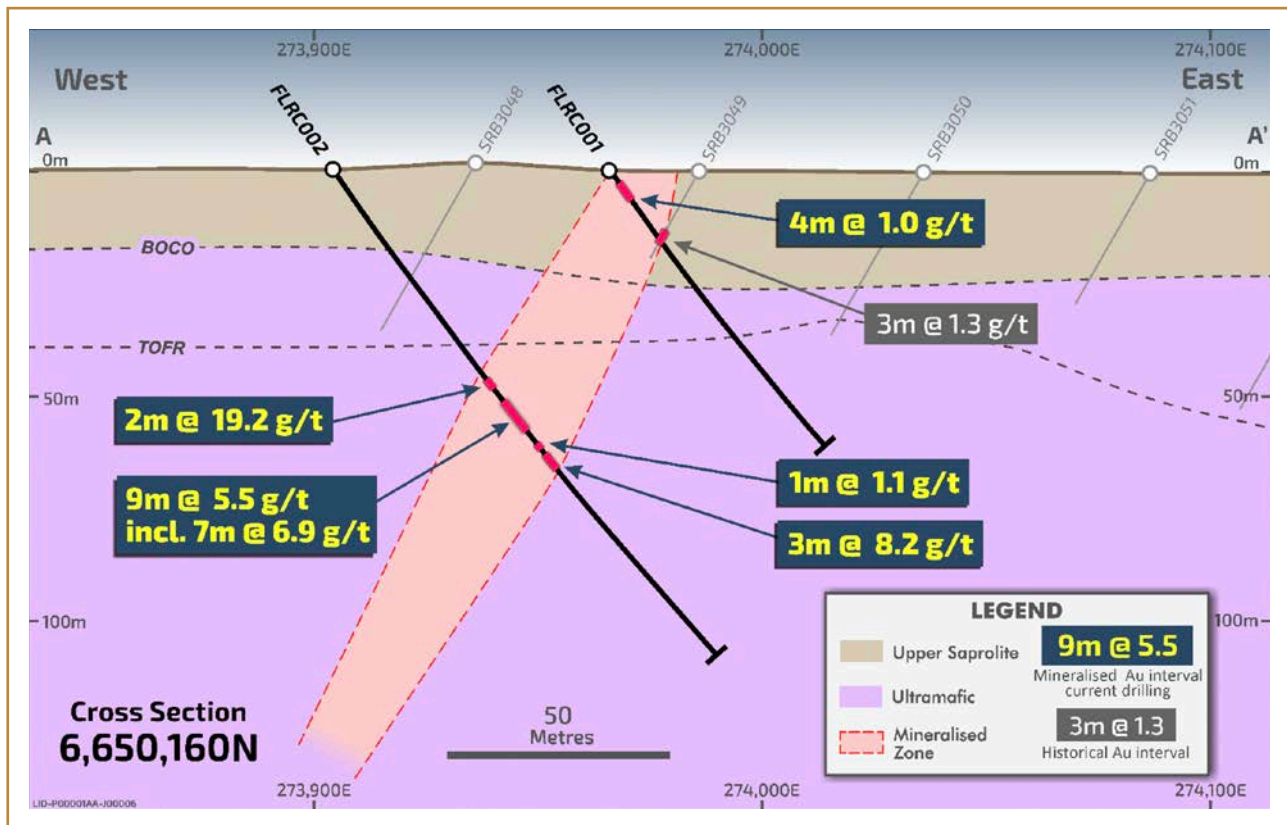 273,900E
274,000E
274,100E
West
East
FLRC002
SRB3048
FLRC001
SRB3049
SRB3050
SRB3051
A
A'
0m
0m
4m @ 1.0 g/t
BOCO
3m @ 1.3 g/t
TOFR
50m
50m
2m @ 19.2 g/t
9m @ 5.5 g/t
incl. 7m @ 6.9 g/t
1m @ 1.1 g/t
3m @ 8.2 g/t
100m
100m
LEGEND
Upper Saprolite
Ultramafic
Mineralised
Zone
9m @ 5.5
Mineralised Au interval
current drilling
3m @ 1.3
Historical Au interval
Cross Section
6,650,160N
50
Metres
273,900E
274,000E
274,100E
LID-P00001AA-J00006